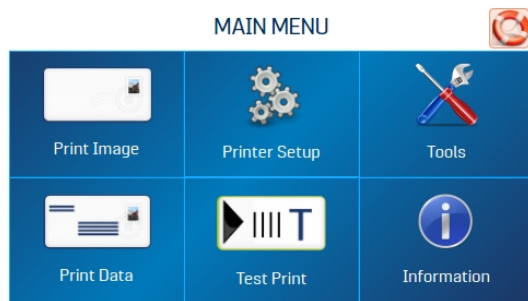 MAIN MENU
Print Image
Printer Setup
Tools
T
Print Data
Test Print
Information